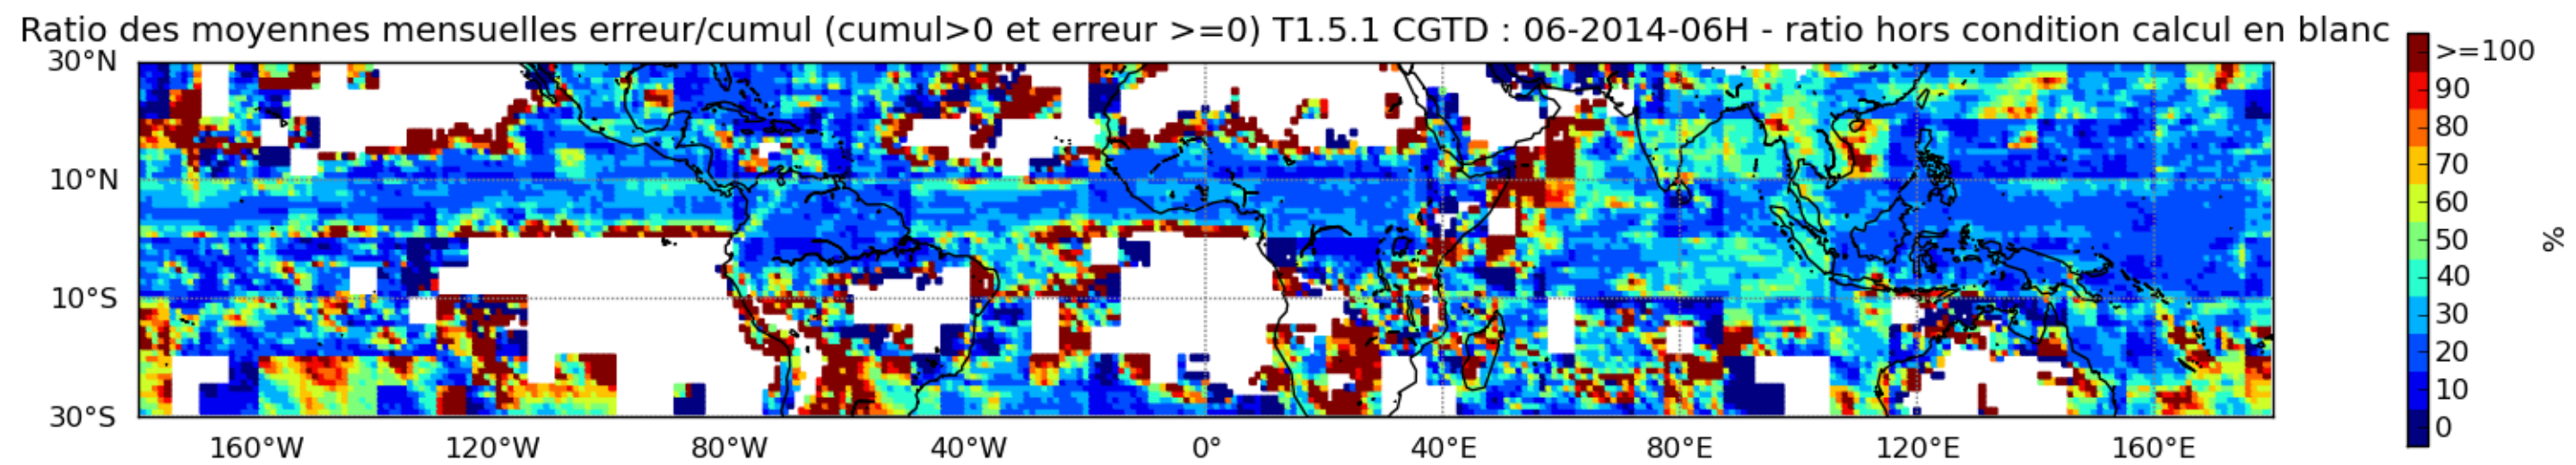 Ratio des moyennes mensuelles erreur/cumul (cumul>0 et erreur >=0) T1.5.1 CGTD : 06-2014-06H - ratio hors condition calcul en blanc
30°N
10°N
10°S
30°S
160°W 120°W 80°W 40°W 0° 40°E 80°E 120°E 160°E
>=100
90
80
70
60
50
40
30
20
10
0
%